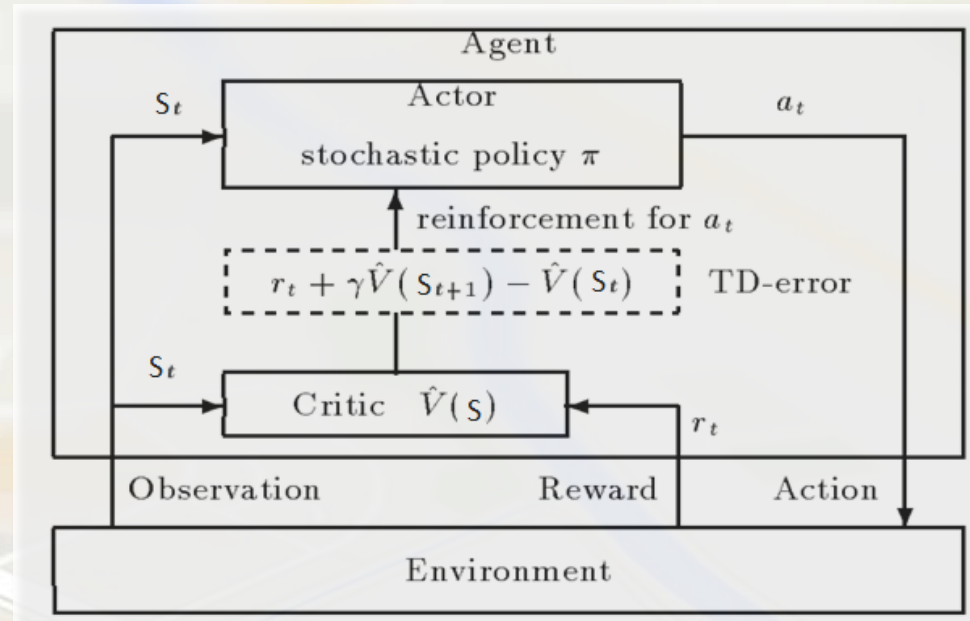 Agent
Actor
stochastic policy π
S_t
a_t
reinforcement for a_t
r_t + γV̂(S_{t+1}) − V̂(S_t)
TD-error
S_t
Critic V̂(S)
r_t
Observation
Reward
Action
Environment